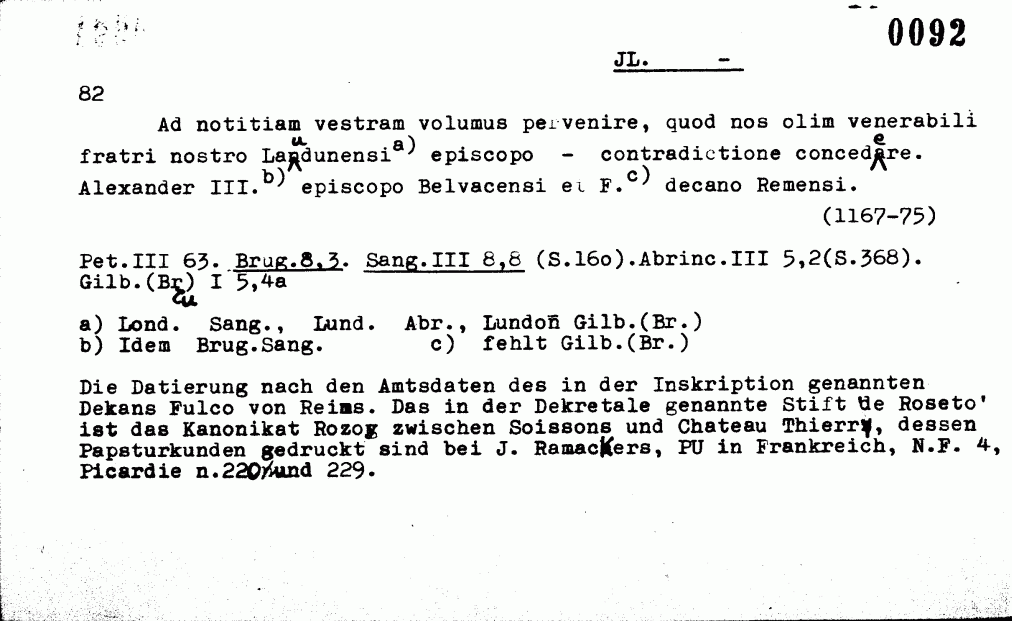 0092
JL. -
82
Ad notitiam vestram volumus pervenire, quod nos olim venerabili
fratri nostro Laudunensi a) episcopo - contradictione concedere.
Alexander III. b) episcopo Belvacensi et F. c) decano Remensi.
(1167-75)
Pet.III 63. Brug.8,3. Sang.III 8,8 (S.16o).Abrinc.III 5,2(S.368).
Gilb.(Bru) I 5,4a
a) Lond. Sang., Lund. Abr., Lundon̄ Gilb.(Br.)
b) Idem Brug.Sang. c) fehlt Gilb.(Br.)
Die Datierung nach den Amtsdaten des in der Inskription genannten
Dekans Fulco von Reims. Das in der Dekretale genannte Stift 'de Roseto'
ist das Kanonikat Rozog zwischen Soissons und Chateau Thierry, dessen
Papsturkunden gedruckt sind bei J. Ramackers, PU in Frankreich, N.F. 4,
Picardie n.220 und 229.